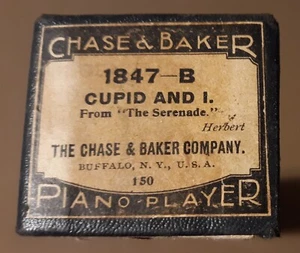 CHASE & BAKER
1847-B
CUPID AND I.
From "The Serenade."
Herbert
THE CHASE & BAKER COMPANY.
BUFFALO, N. Y., U. S. A.
150
PIANO-PLAYER